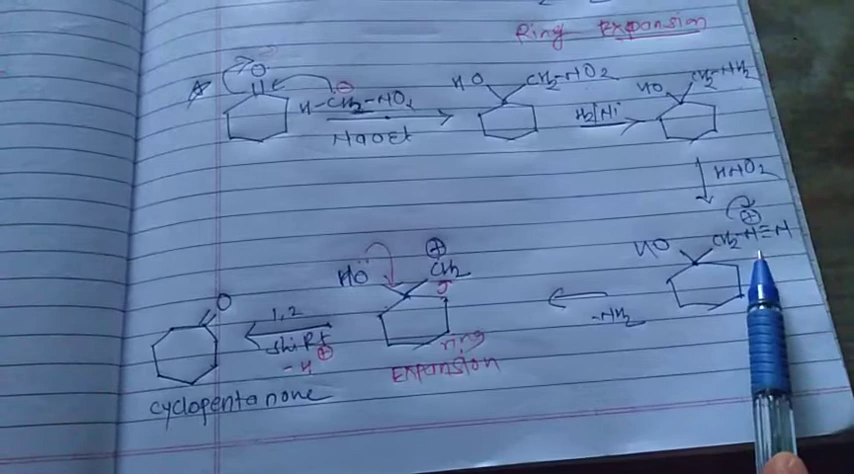 Ring Expansion
O
H-CH2-NO2
NaOEt
HO CH2-NO2
H2|Ni
HO CH2-NH2
HNO2
HO CH2-N≡N
-NH2
HO CH2
ring
Expansion
1,2
shift
-H
O
cyclopentanone